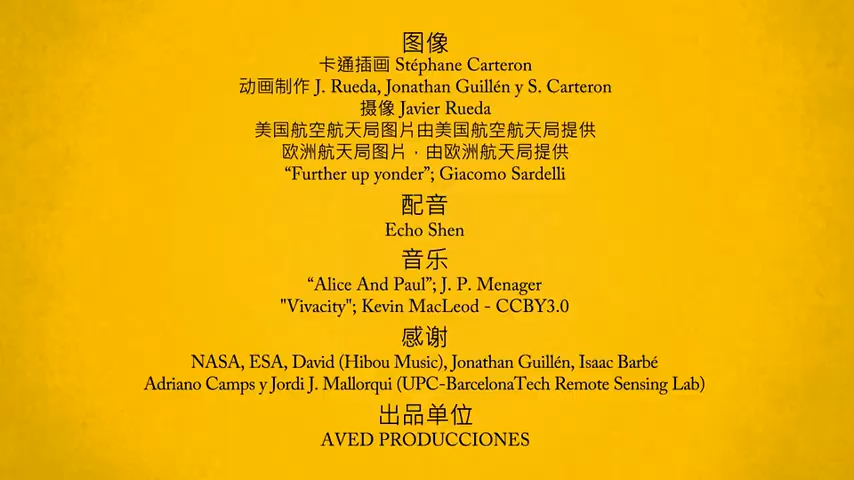 图像
卡通插画 Stéphane Carteron
动画制作 J. Rueda, Jonathan Guillén y S. Carteron
摄像 Javier Rueda
美国航空航天局图片由美国航空航天局提供
欧洲航天局图片，由欧洲航天局提供
“Further up yonder”; Giacomo Sardelli
配音
Echo Shen
音乐
“Alice And Paul”; J. P. Menager
"Vivacity"; Kevin MacLeod - CCBY3.0
感谢
NASA, ESA, David (Hibou Music), Jonathan Guillén, Isaac Barbé
Adriano Camps y Jordi J. Mallorqui (UPC-BarcelonaTech Remote Sensing Lab)
出品单位
AVED PRODUCCIONES